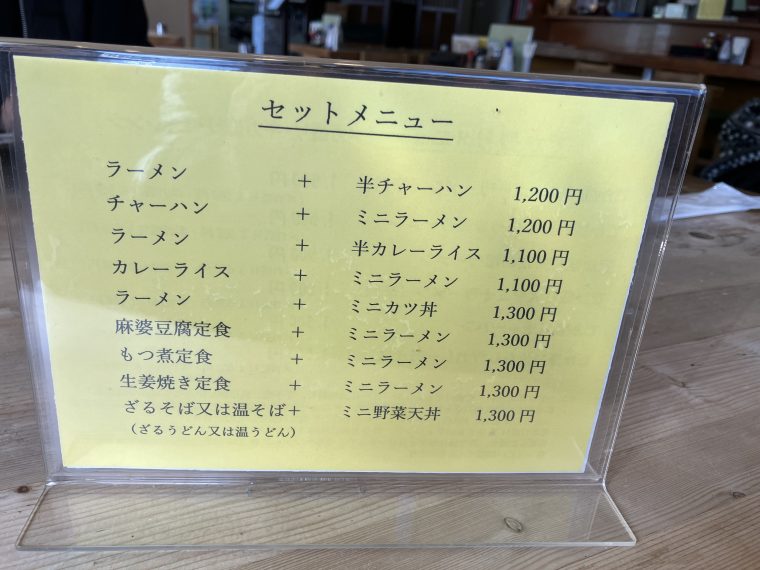 セットメニュー
ラーメン + 半チャーハン 1,200円
チャーハン + ミニラーメン 1,200円
ラーメン + 半カレーライス 1,100円
カレーライス + ミニラーメン 1,100円
ラーメン + ミニカツ丼 1,300円
麻婆豆腐定食 + ミニラーメン 1,300円
もつ煮定食 + ミニラーメン 1,300円
生姜焼き定食 + ミニラーメン 1,300円
ざるそば又は温そば+ ミニ野菜天丼 1,300円
（ざるうどん又は温うどん）